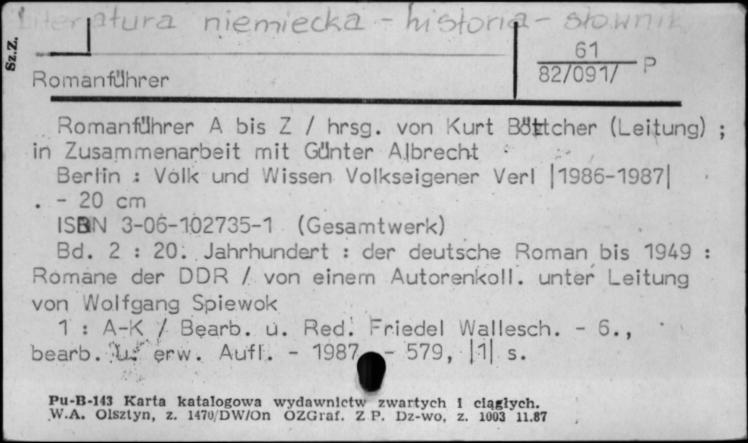 Literatura niemiecka - historia - słownik
Sz.Z.
61
82/091/ P
Romanführer
Romanführer A bis Z / hrsg. von Kurt Böttcher (Leitung) ;
in Zusammenarbeit mit Günter Albrecht
Berlin : Volk und Wissen Volkseigener Verl |1986-1987|
. - 20 cm
ISBN 3-06-102735-1 (Gesamtwerk)
Bd. 2 : 20. Jahrhundert : der deutsche Roman bis 1949 :
Romane der DDR / von einem Autorenkoll. unter Leitung
von Wolfgang Spiewok
1 : A-K / Bearb. u. Red. Friedel Wallesch. - 6.,
bearb. u. erw. Aufl. - 1987 - 579, |1| s.
Pu-B-143 Karta katalogowa wydawnictw zwartych i ciągłych.
W.A. Olsztyn, z. 1470/DW/On OZGraf. Z P. Dz-wo, z. 1003 11.87